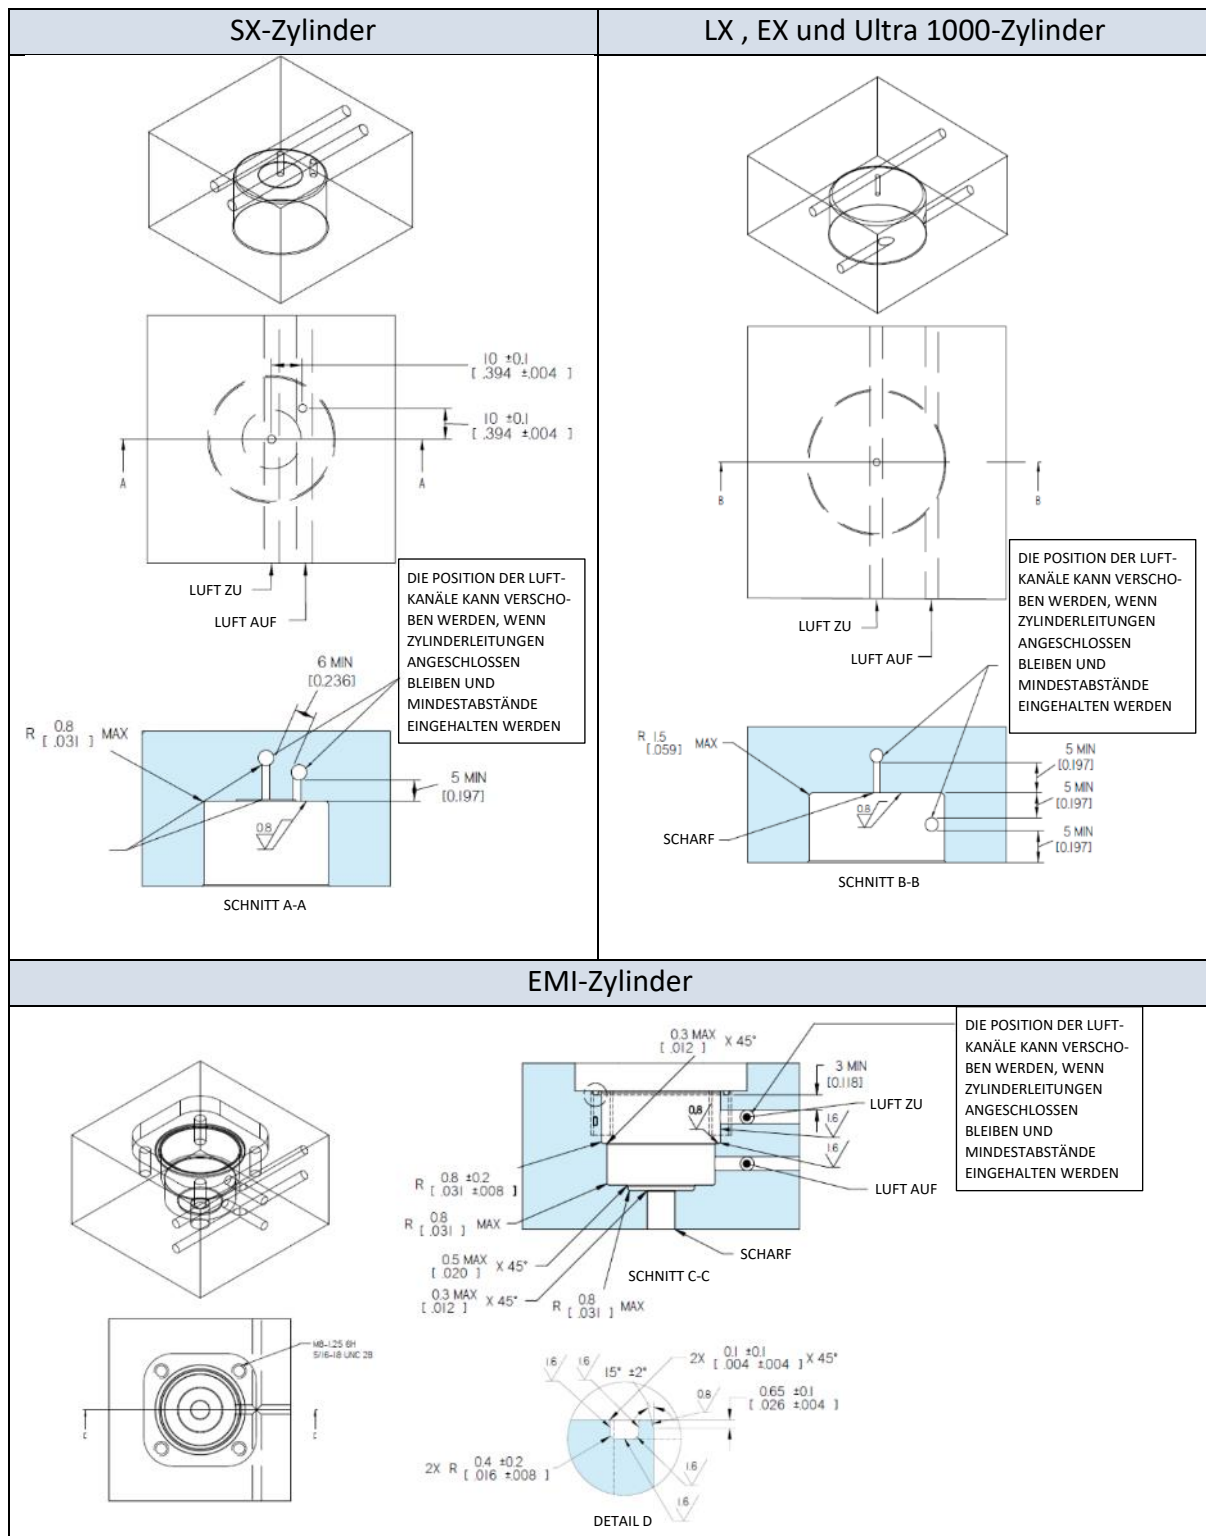 SX-Zylinder
LX , EX und Ultra 1000-Zylinder
10 ±0.1
[ .394 ±.004 ]
10 ±0.1
[ .394 ±.004 ]
A
A
LUFT ZU
LUFT AUF
DIE POSITION DER LUFT-
KANÄLE KANN VERSCHO-
BEN WERDEN, WENN
ZYLINDERLEITUNGEN
ANGESCHLOSSEN
BLEIBEN UND
MINDESTABSTÄNDE
EINGEHALTEN WERDEN
6 MIN
[0.236]
R 0.8 MAX
[ .031 ]
5 MIN
[0.197]
0.8
SCHNITT A-A
B
B
LUFT ZU
LUFT AUF
DIE POSITION DER LUFT-
KANÄLE KANN VERSCHO-
BEN WERDEN, WENN
ZYLINDERLEITUNGEN
ANGESCHLOSSEN
BLEIBEN UND
MINDESTABSTÄNDE
EINGEHALTEN WERDEN
R 1.5 MAX
[.059]
5 MIN
[0.197]
5 MIN
[0.197]
5 MIN
[0.197]
0.8
SCHARF
SCHNITT B-B
EMI-Zylinder
DIE POSITION DER LUFT-
KANÄLE KANN VERSCHO-
BEN WERDEN, WENN
ZYLINDERLEITUNGEN
ANGESCHLOSSEN
BLEIBEN UND
MINDESTABSTÄNDE
EINGEHALTEN WERDEN
0.3 MAX X 45°
[ .012 ]
3 MIN
[0.118]
LUFT ZU
0.8
D
1.6
1.6
LUFT AUF
R 0.8 ±0.2
[ .031 ±.008 ]
R 0.8 MAX
[ .031 ]
0.5 MAX X 45°
[ .020 ]
0.3 MAX X 45°
[ .012 ]
R 0.8 MAX
[ .031 ]
SCHARF
SCHNITT C-C
M8-1.25 6H
5/16-18 UNC 2B
C
C
1.6
1.6
15° ±2°
2X 0.1 ±0.1 X 45°
[ .004 ±.004 ]
0.8
0.65 ±0.1
[ .026 ±.004 ]
2X R 0.4 ±0.2
[ .016 ±.008 ]
1.6
1.6
DETAIL D